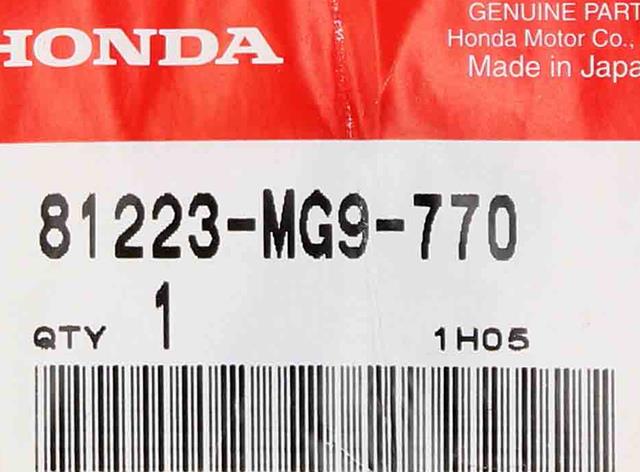 HONDA
GENUINE PART
Honda Motor Co.,
Made in Japa
81223-MG9-770
QTY 1
1H05